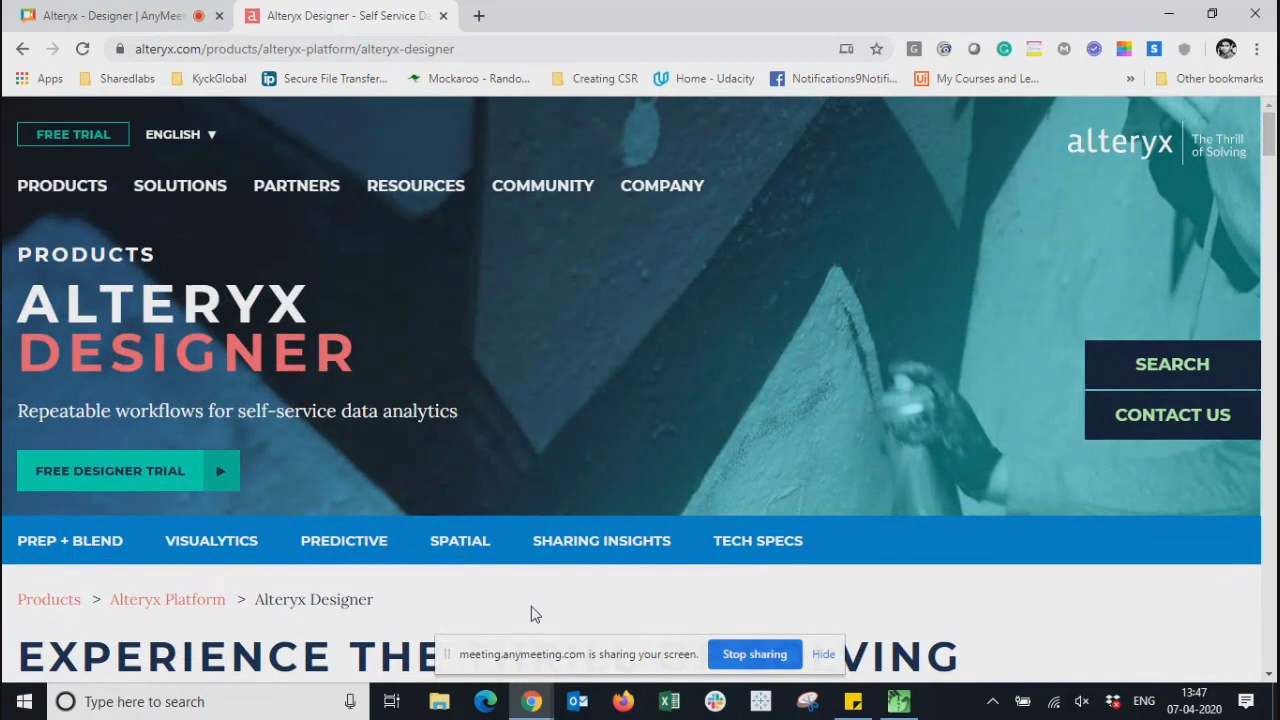 Alteryx - Designer | AnyMee
Alteryx Designer - Self Service Da
alteryx.com/products/alteryx-platform/alteryx-designer
Apps
Sharedlabs
KyckGlobal
Secure File Transfer...
Mockaroo - Rando...
Creating CSR
Home - Udacity
Notifications9Notifi...
My Courses and Le...
»
Other bookmarks
FREE TRIAL
ENGLISH ▼
alteryx
The Thrill
of Solving
PRODUCTS
SOLUTIONS
PARTNERS
RESOURCES
COMMUNITY
COMPANY
PRODUCTS
ALTERYX
DESIGNER
Repeatable workflows for self-service data analytics
FREE DESIGNER TRIAL
SEARCH
CONTACT US
PREP + BLEND
VISUALYTICS
PREDICTIVE
SPATIAL
SHARING INSIGHTS
TECH SPECS
Products > Alteryx Platform > Alteryx Designer
EXPERIENCE THE
VING
meeting.anymeeting.com is sharing your screen.
Stop sharing
Hide
Type here to search
ENG
13:47
07-04-2020